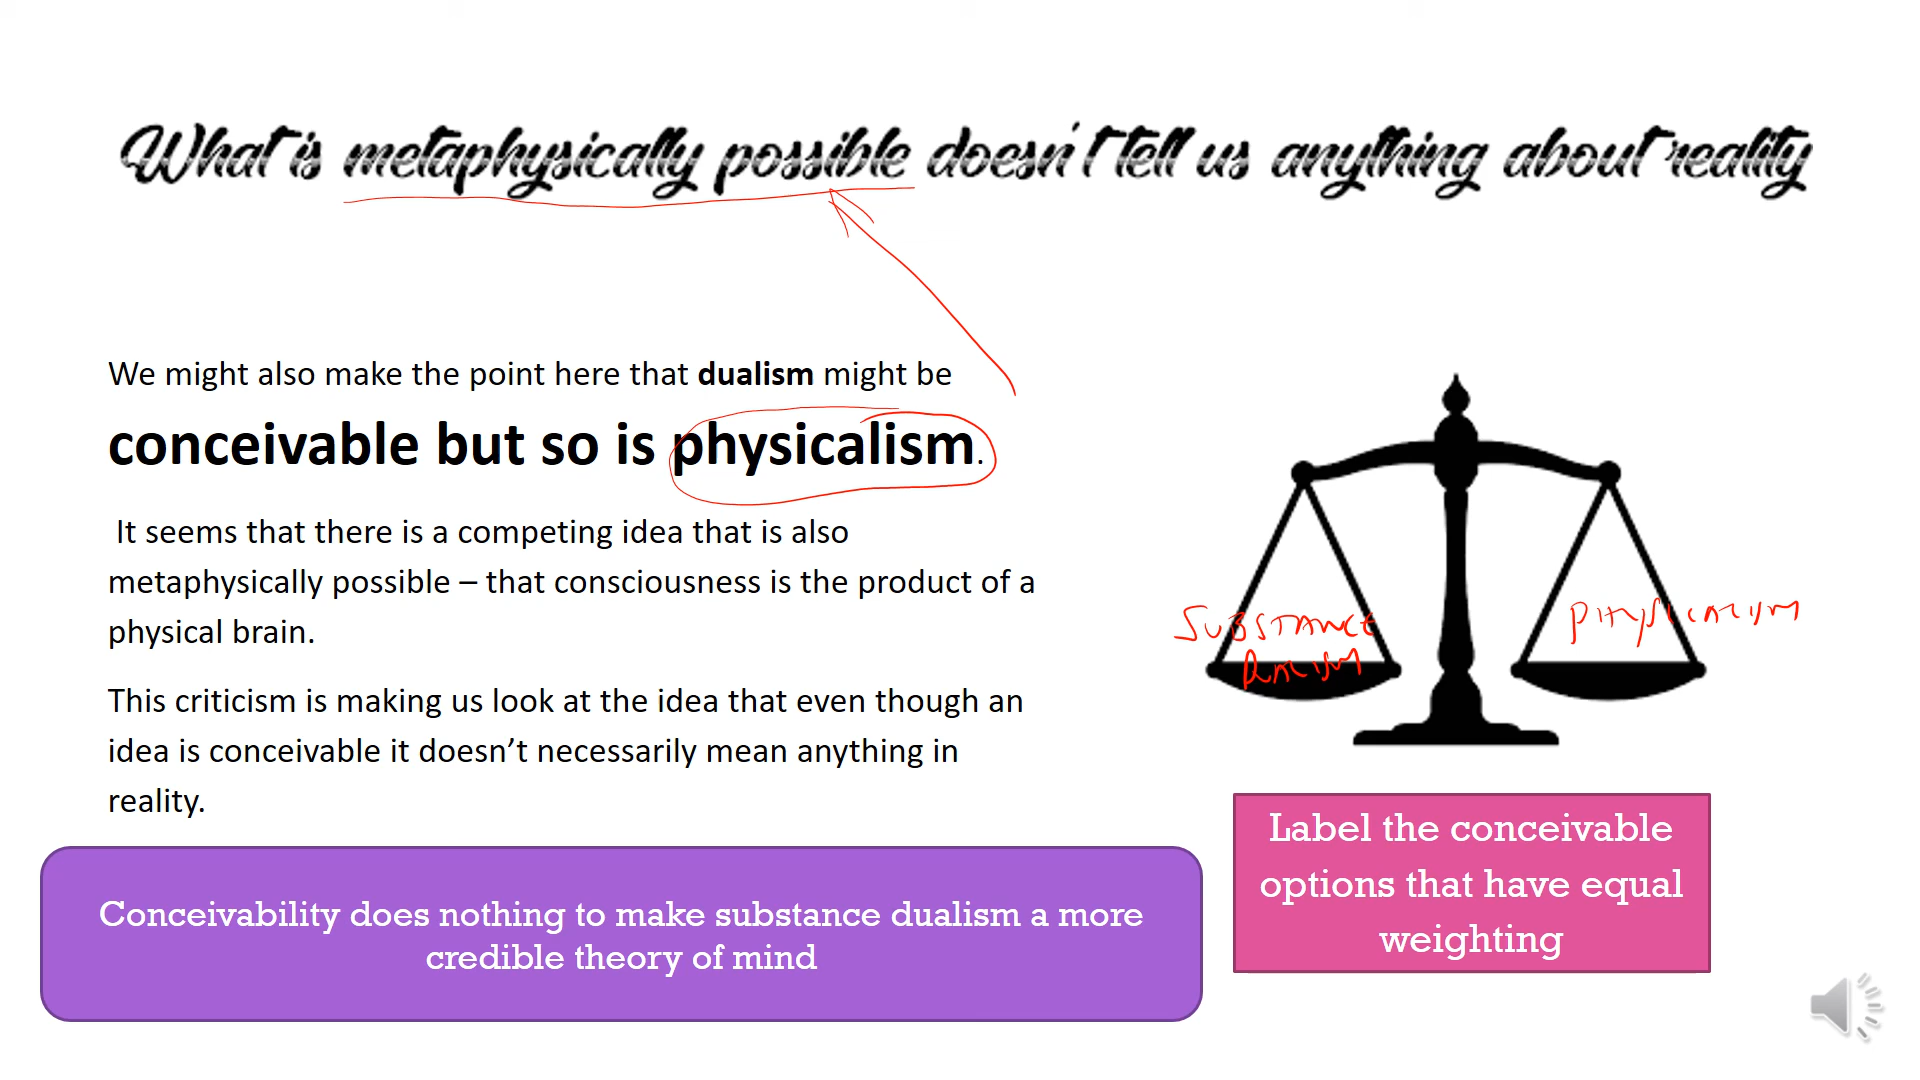 What is metaphysically possible doesn't tell us anything about reality
We might also make the point here that dualism might be
conceivable but so is physicalism.
It seems that there is a competing idea that is also
metaphysically possible – that consciousness is the product of a
physical brain.
This criticism is making us look at the idea that even though an
idea is conceivable it doesn’t necessarily mean anything in
reality.
SUBSTANCE
PHysicalism
Label the conceivable
options that have equal
weighting
Conceivability does nothing to make substance dualism a more
credible theory of mind